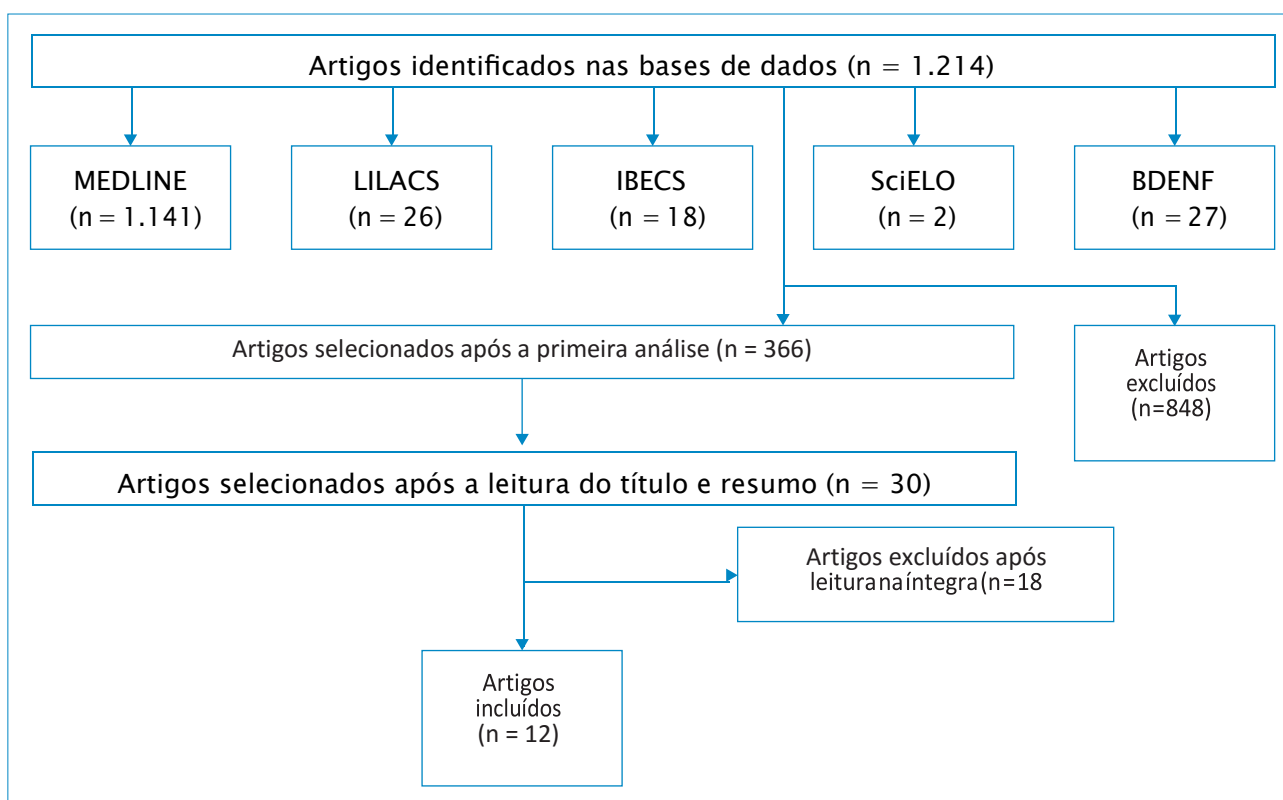 Artigos identificados nas bases de dados (n = 1.214)
MEDLINE
(n = 1.141)
LILACS
(n = 26)
IBECS
(n = 18)
SciELO
(n = 2)
BDENF
(n = 27)
Artigos selecionados após a primeira análise (n = 366)
Artigos
excluídos
(n=848)
Artigos selecionados após a leitura do título e resumo (n = 30)
Artigos excluídos após
leitura na íntegra (n=18
Artigos
incluídos
(n = 12)